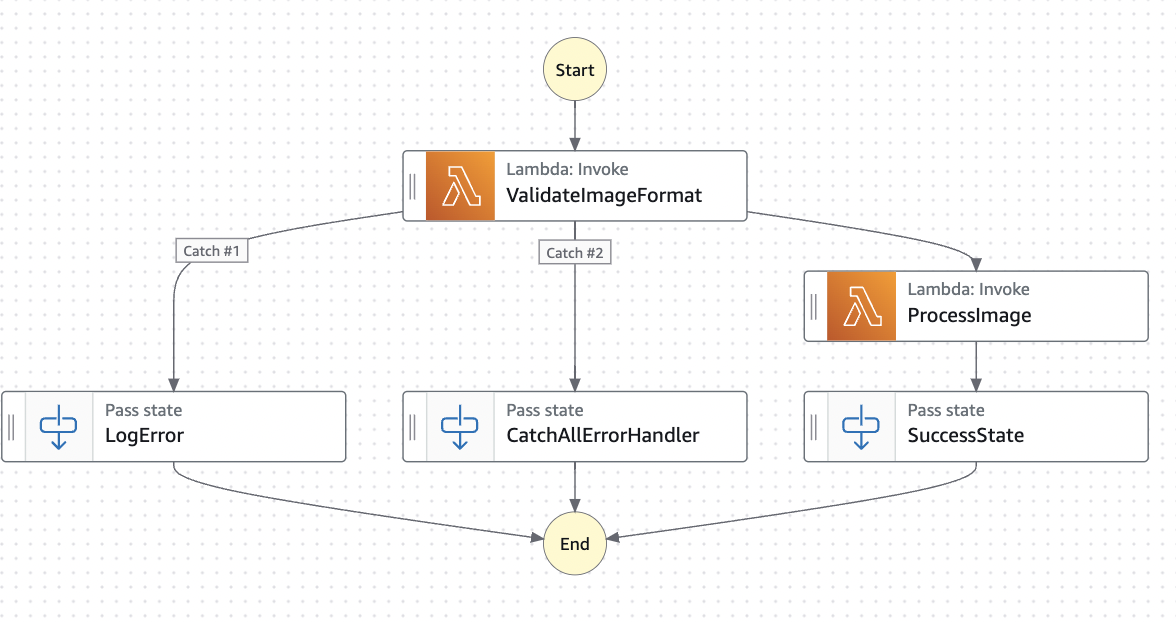 Start
Lambda: Invoke
ValidateImageFormat
Catch #1
Catch #2
Lambda: Invoke
ProcessImage
Pass state
LogError
Pass state
CatchAllErrorHandler
Pass state
SuccessState
End